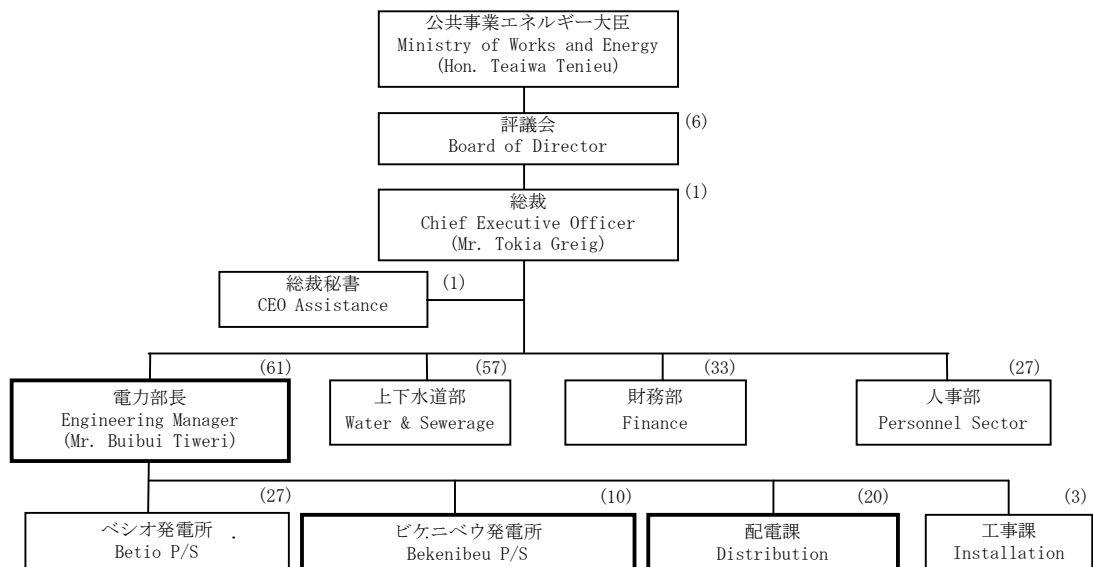 公共事業エネルギー大臣
Ministry of Works and Energy
(Hon. Teaiwa Tenieu)
評議会
Board of Director
(6)
総裁
Chief Executive Officer
(Mr. Tokia Greig)
(1)
総裁秘書
CEO Assistance
(1)
(61)
電力部長
Engineering Manager
(Mr. Buibui Tiweri)
(57)
上下水道部
Water & Sewerage
(33)
財務部
Finance
(27)
人事部
Personnel Sector
(27)
ベシオ発電所
Betio P/S
(10)
ビケニベウ発電所
Bekenibeu P/S
(20)
配電課
Distribution
(3)
工事課
Installation